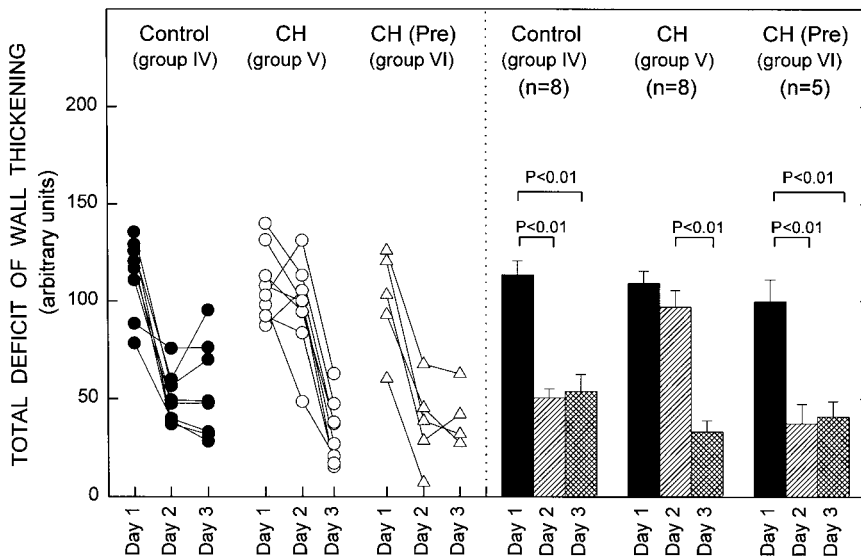 TOTAL DEFICIT OF WALL THICKENING
(arbitrary units)
250
200
150
100
50
0
Control
(group IV)
CH
(group V)
CH (Pre)
(group VI)
Control
(group IV)
(n=8)
CH
(group V)
(n=8)
CH (Pre)
(group VI)
(n=5)
P<0.01
P<0.01
P<0.01
P<0.01
P<0.01
Day 1
Day 2
Day 3
Day 1
Day 2
Day 3
Day 1
Day 2
Day 3
Day 1
Day 2
Day 3
Day 1
Day 2
Day 3
Day 1
Day 2
Day 3